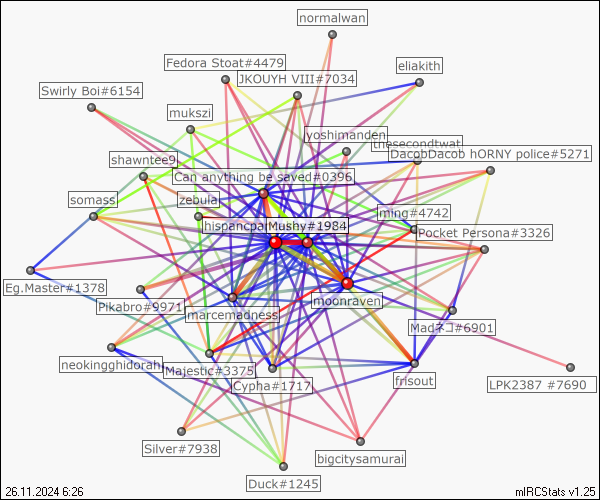 normalwan
Fedora Stoat#4479
eliakith
JKOUYH VIII#7034
Swirly Boi#6154
mukszi
yoshimanden
thesecondtwat
DacobDacob hORNY police#5271
shawntee9
Can anything be saved#0396
somass
zebula
iming#4742
hispancpa
Mushy#1984
Pocket Persona#3326
Eg.Master#1378
moonraven
Pikabro#9971
marcemadness
Madネコ#6901
neokingghidorah
Majestic#3375
Cypha#1717
frisout
LPK2387 #7690
Silver#7938
bigcitysamurai
Duck#1245
26.11.2024 6:26
mIRCStats v1.25